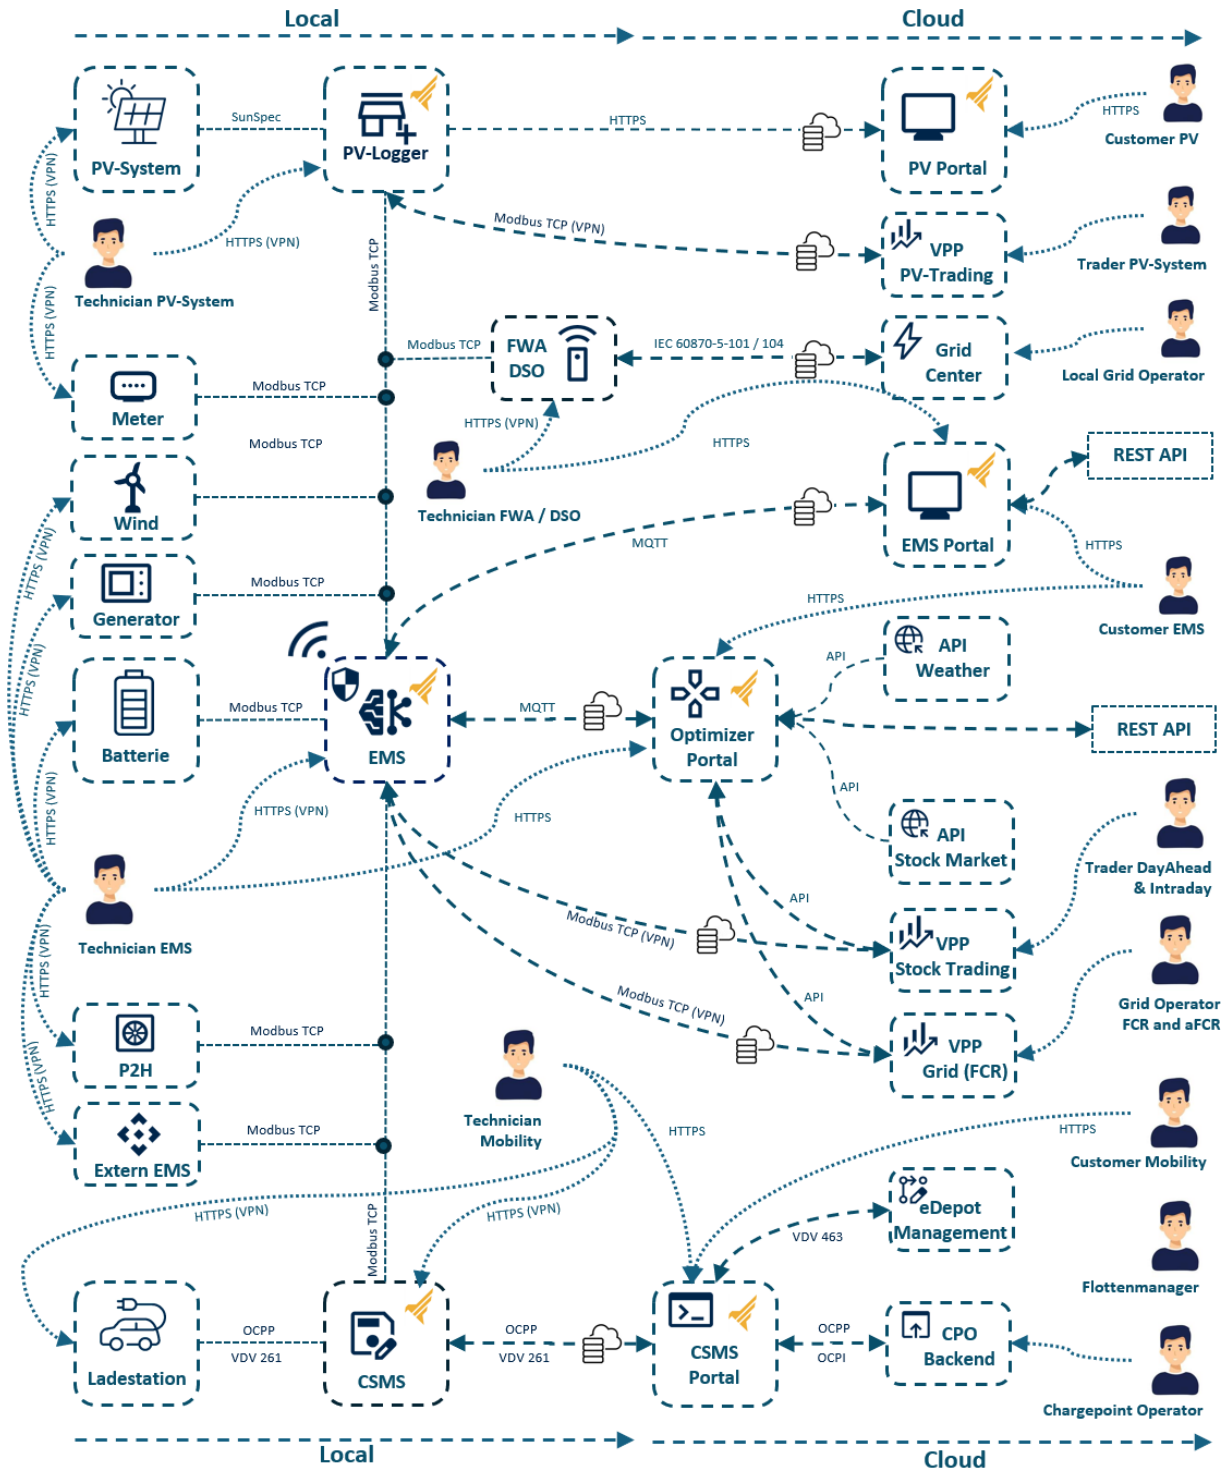 Local
Cloud
PV-System
SunSpec
PV-Logger
HTTPS
PV Portal
HTTPS
Customer PV
HTTPS (VPN)
HTTPS (VPN)
Technician PV-System
HTTPS (VPN)
Modbus TCP
Modbus TCP (VPN)
VPP
PV-Trading
Trader PV-System
Modbus TCP
FWA
DSO
IEC 60870-5-101 / 104
Grid
Center
Local Grid Operator
Meter
Modbus TCP
HTTPS (VPN)
HTTPS
Technician FWA / DSO
Modbus TCP
Wind
HTTPS (VPN)
MQTT
EMS Portal
REST API
HTTPS
Generator
Modbus TCP
HTTPS (VPN)
HTTPS
Customer EMS
Batterie
Modbus TCP
HTTPS (VPN)
EMS
MQTT
Optimizer
Portal
API
API
Weather
REST API
API
API
Stock Market
HTTPS (VPN)
HTTPS
Technician EMS
Trader DayAhead
& Intraday
API
Modbus TCP (VPN)
VPP
Stock Trading
HTTPS (VPN)
Modbus TCP (VPN)
API
VPP
Grid (FCR)
Grid Operator
FCR and aFCR
P2H
Modbus TCP
HTTPS (VPN)
Extern EMS
Modbus TCP
Technician
Mobility
HTTPS
HTTPS
Customer Mobility
HTTPS (VPN)
HTTPS (VPN)
Modbus TCP
eDepot
Management
VDV 463
Flottenmanager
Ladestation
OCPP
VDV 261
CSMS
OCPP
VDV 261
CSMS
Portal
OCPP
OCPI
CPO
Backend
Chargepoint Operator
Local
Cloud